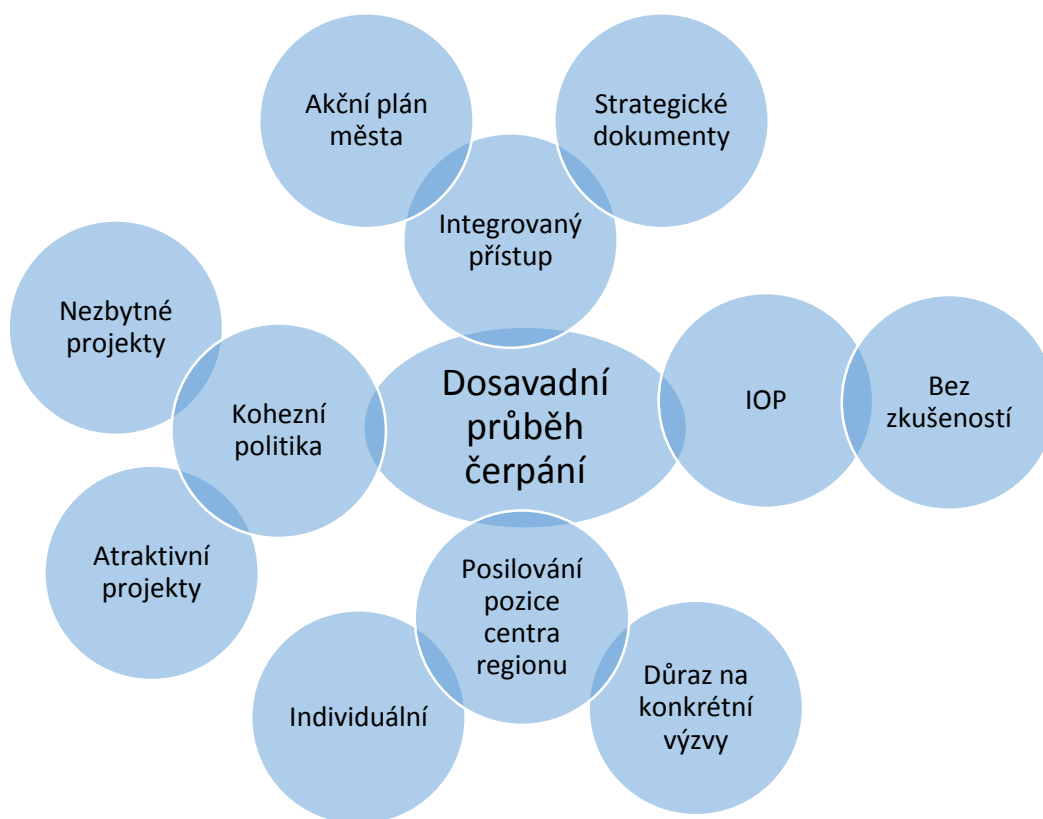 Akční plán
města
Strategické
dokumenty
Integrovaný
přístup
Nezbytné
projekty
Kohezní
politika
Atraktivní
projekty
Dosavadní
průběh
čerpání
IOP
Bez
zkušeností
Posilování
pozice
centra
regionu
Individuální
Důraz na
konkrétní
výzvy